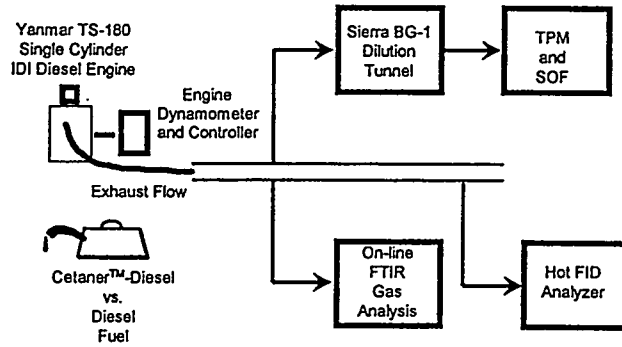 Yanmar TS-180
Single Cylinder
IDI Diesel Engine
Engine
Dynamometer
and Controller
Exhaust Flow
Cetaner™-Diesel
vs.
Diesel
Fuel
Sierra BG-1
Dilution
Tunnel
TPM
and
SOF
On-line
FTIR
Gas
Analysis
Hot FID
Analyzer